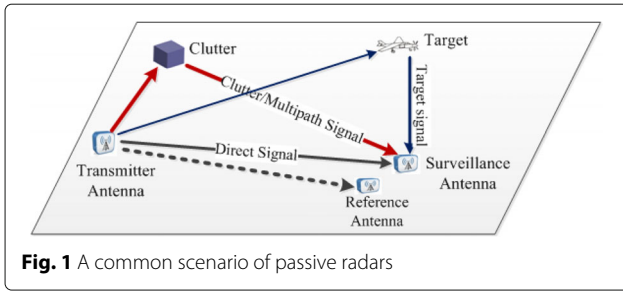 Clutter
Target
Clutter/Multipath Signal
Target signal
Direct Signal
Transmitter
Antenna
Surveillance
Antenna
Reference
Antenna
Fig. 1 A common scenario of passive radars